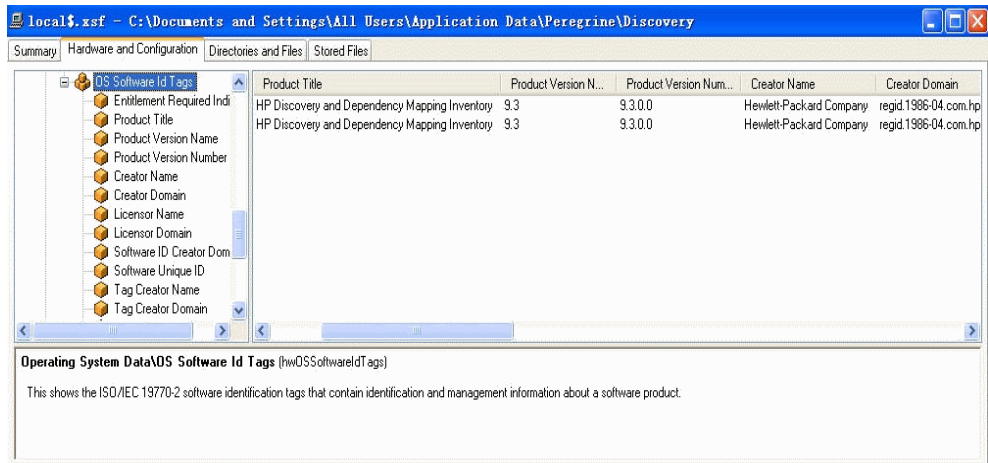 local$.xsf - C:\Documents and Settings\All Users\Application Data\Peregrine\Discovery
Summary Hardware and Configuration Directories and Files Stored Files
OS Software Id Tags
Entitlement Required Indi
Product Title
Product Version Name
Product Version Number
Creator Name
Creator Domain
Licensor Name
Licensor Domain
Software ID Creator Dom
Software Unique ID
Tag Creator Name
Tag Creator Domain
Product Title Product Version N... Product Version Num... Creator Name Creator Domain
HP Discovery and Dependency Mapping Inventory 9.3 9.3.0.0 Hewlett-Packard Company regid.1986-04.com.hp
HP Discovery and Dependency Mapping Inventory 9.3 9.3.0.0 Hewlett-Packard Company regid.1986-04.com.hp
Operating System Data\OS Software Id Tags (hwOSSoftwareIdTags)
This shows the ISO/IEC 19770-2 software identification tags that contain identification and management information about a software product.